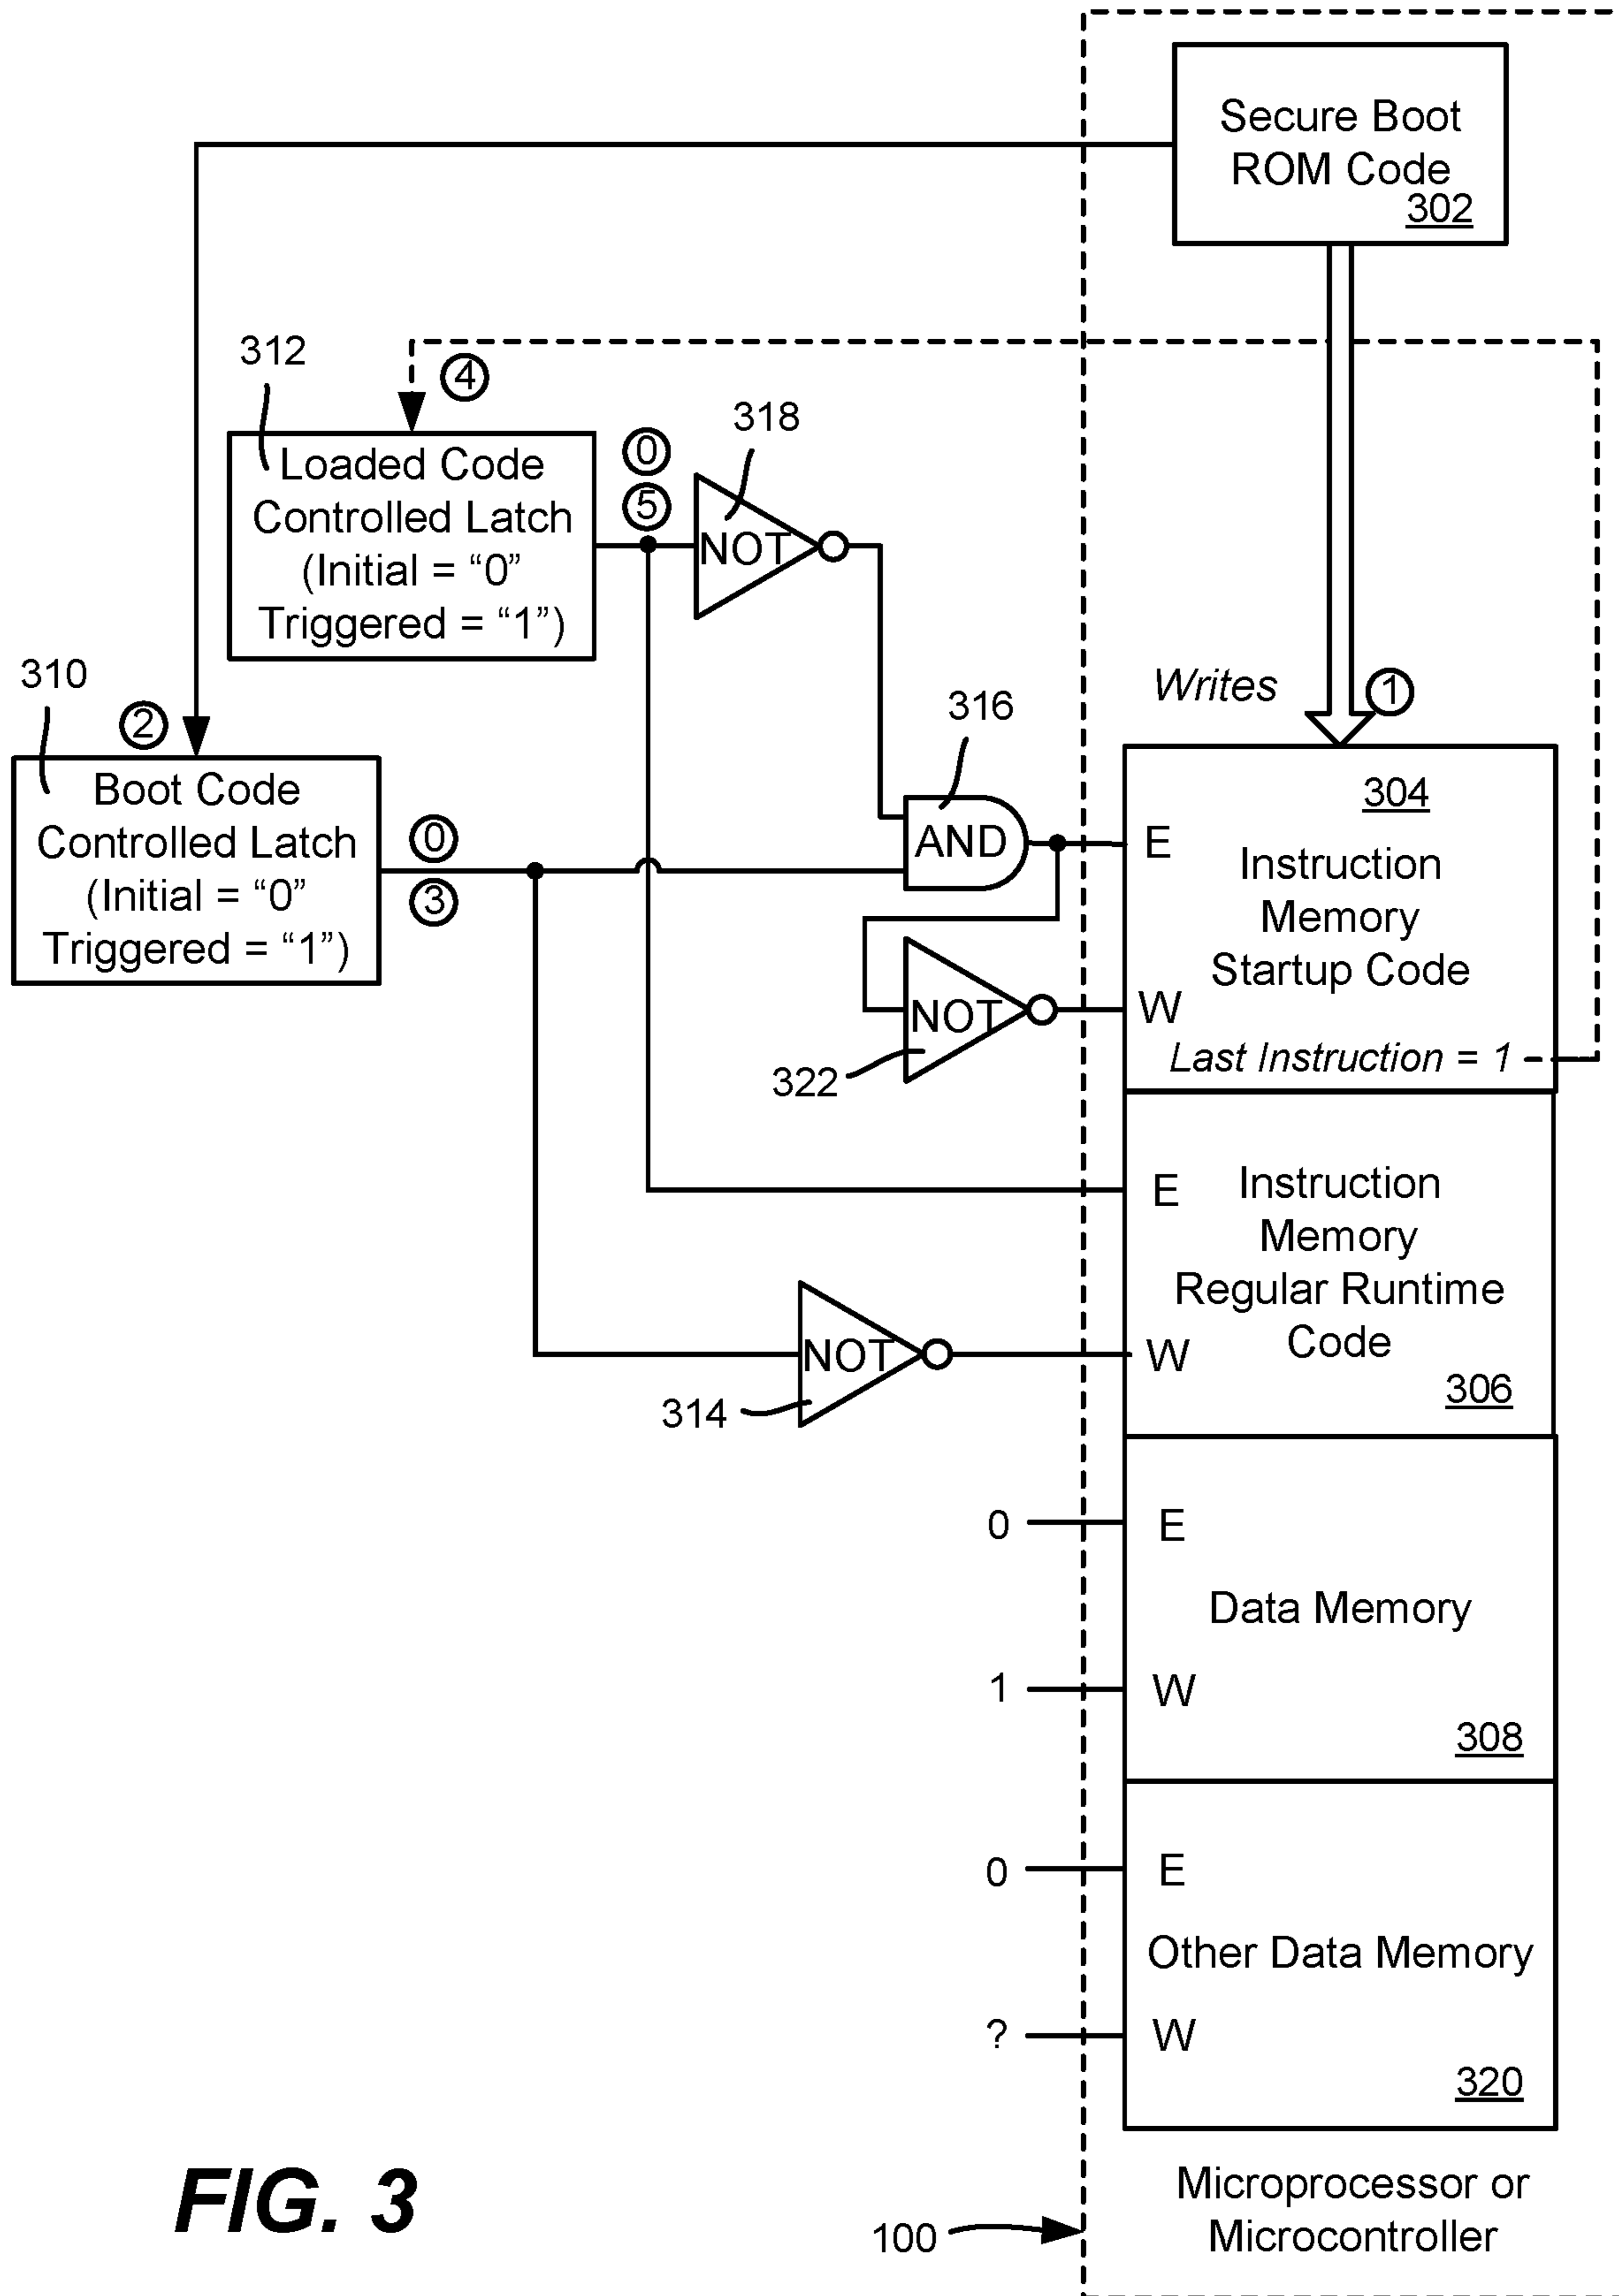 Secure Boot
ROM Code
302
312
④
318
⓪
⑤
Loaded Code
Controlled Latch
(Initial = “0”
Triggered = “1”)
NOT
310
②
Writes
①
316
Boot Code
Controlled Latch
(Initial = “0”
Triggered = “1”)
⓪
③
AND
E
304
Instruction
Memory
Startup Code
NOT
W
322
Last Instruction = 1
E
Instruction
Memory
Regular Runtime
Code
NOT
W
306
314
0
E
Data Memory
1
W
308
0
E
Other Data Memory
?
W
320
FIG. 3
100
Microprocessor or
Microcontroller